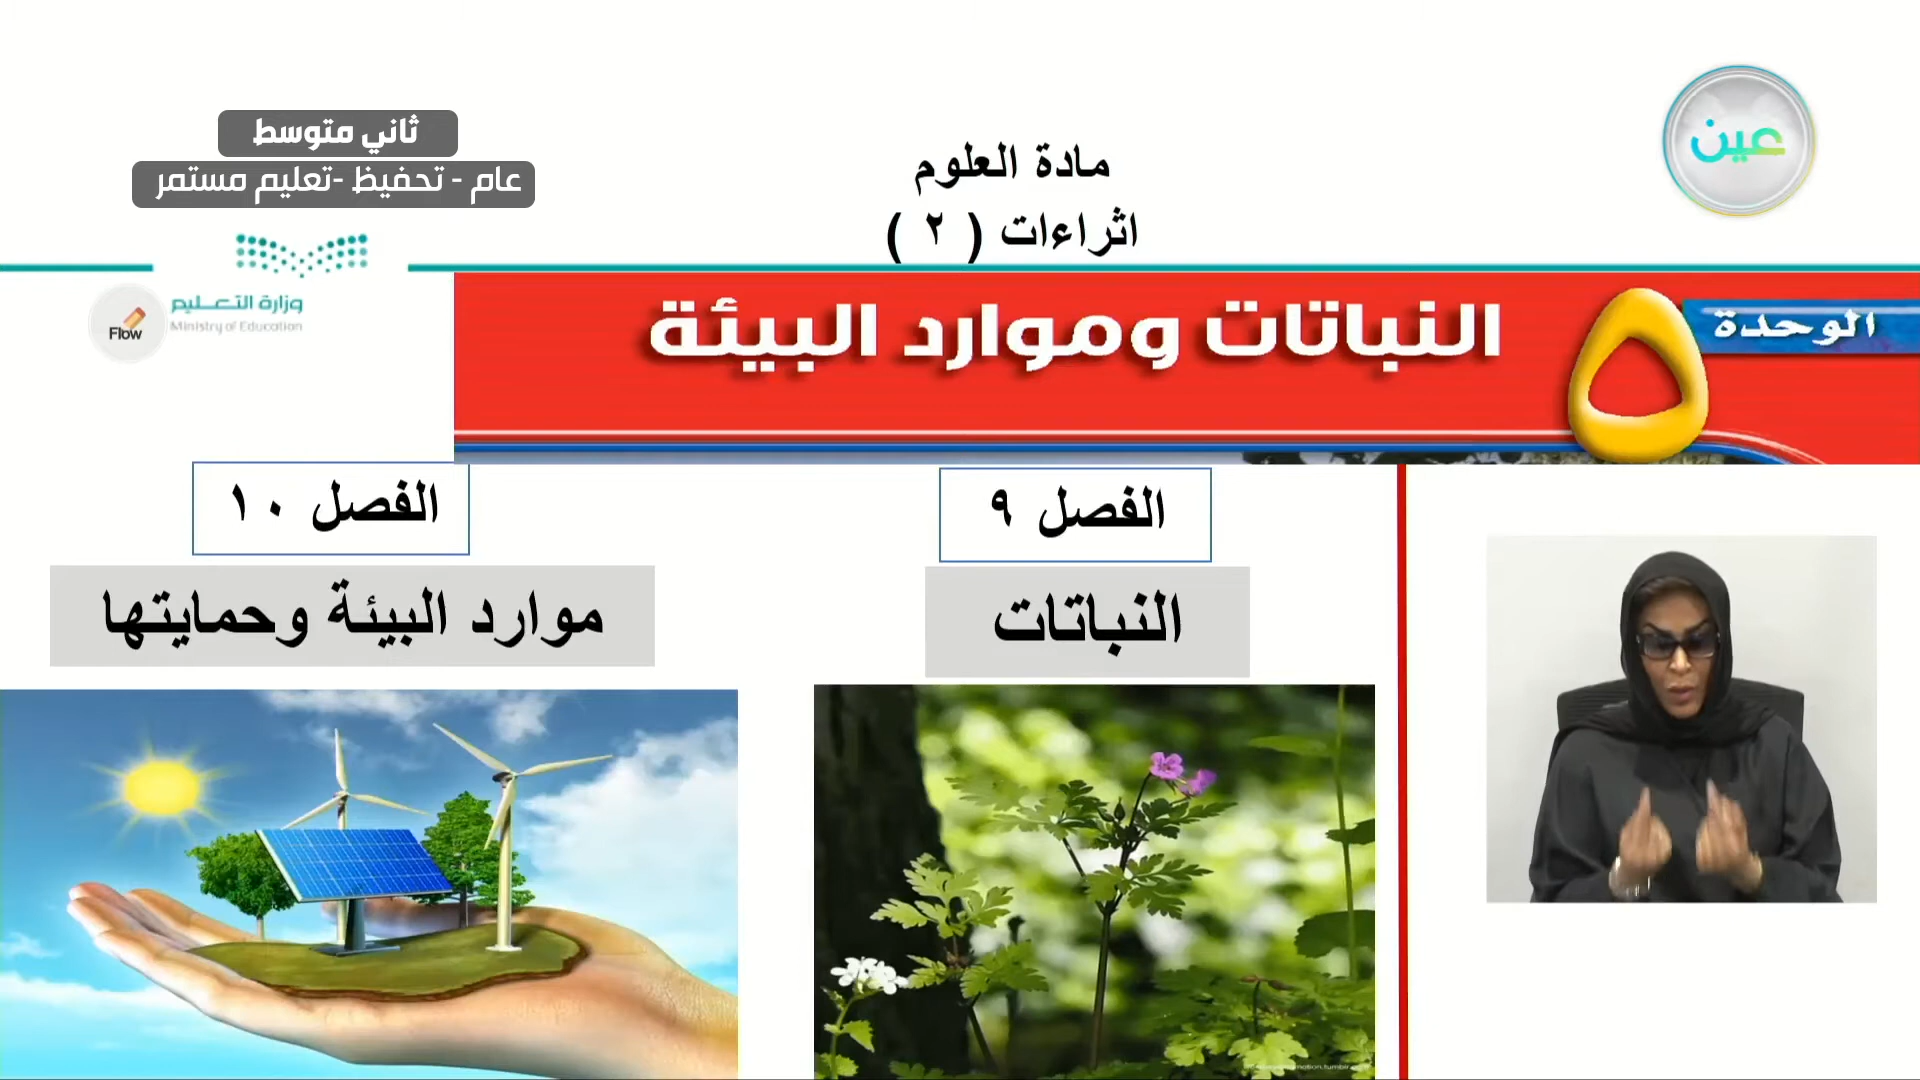 ثاني متوسط
عام - تحفيظ -تعليم مستمر
عين
مادة العلوم
اثراءات ( ٢ )
وزارة التعليم
Ministry of Education
Flow
الوحدة
٥
النباتات وموارد البيئة
الفصل ٩
النباتات
الفصل ١٠
موارد البيئة وحمايتها